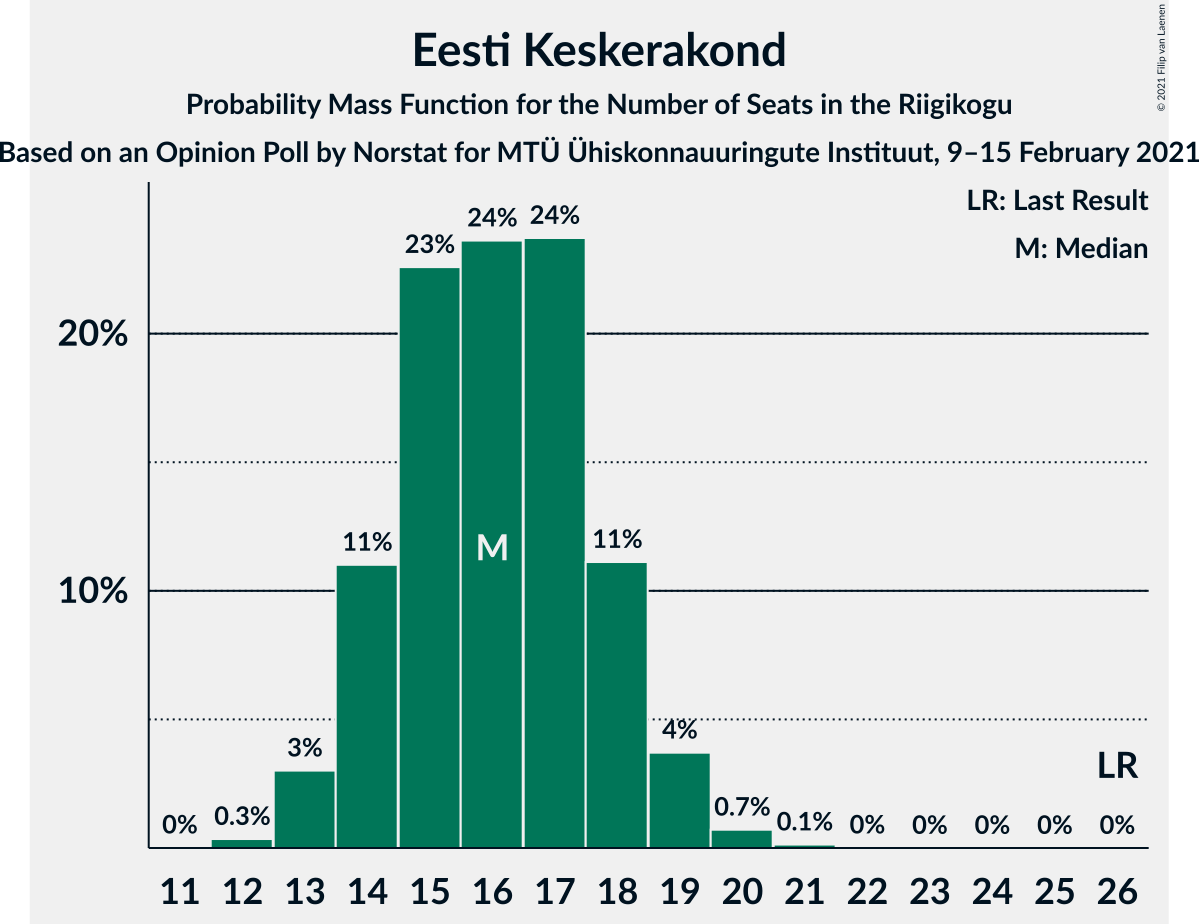 Eesti Keskerakond
Probability Mass Function for the Number of Seats in the Riigikogu
Based on an Opinion Poll by Norstat for MTÜ Ühiskonnauuringute Instituut, 9–15 February 2021
© 2021 Filip van Laenen
LR: Last Result
M: Median
20%
10%
0% 0.3% 3% 11% 23% 24% 24% 11% 4% 0.7% 0.1% 0% 0% 0% 0% 0%
M
LR
11 12 13 14 15 16 17 18 19 20 21 22 23 24 25 26